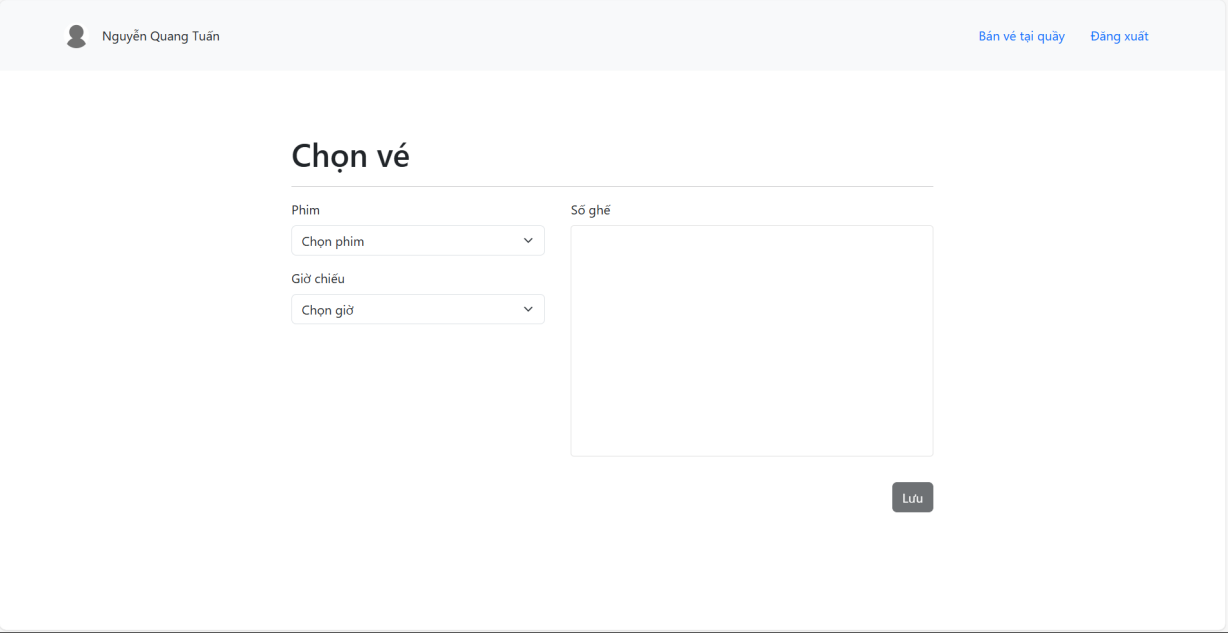 Nguyễn Quang Tuấn
Bán vé tại quầy
Đăng xuất
Chọn vé
Phim
Số ghế
Chọn phim
Giờ chiếu
Chọn giờ
Lưu